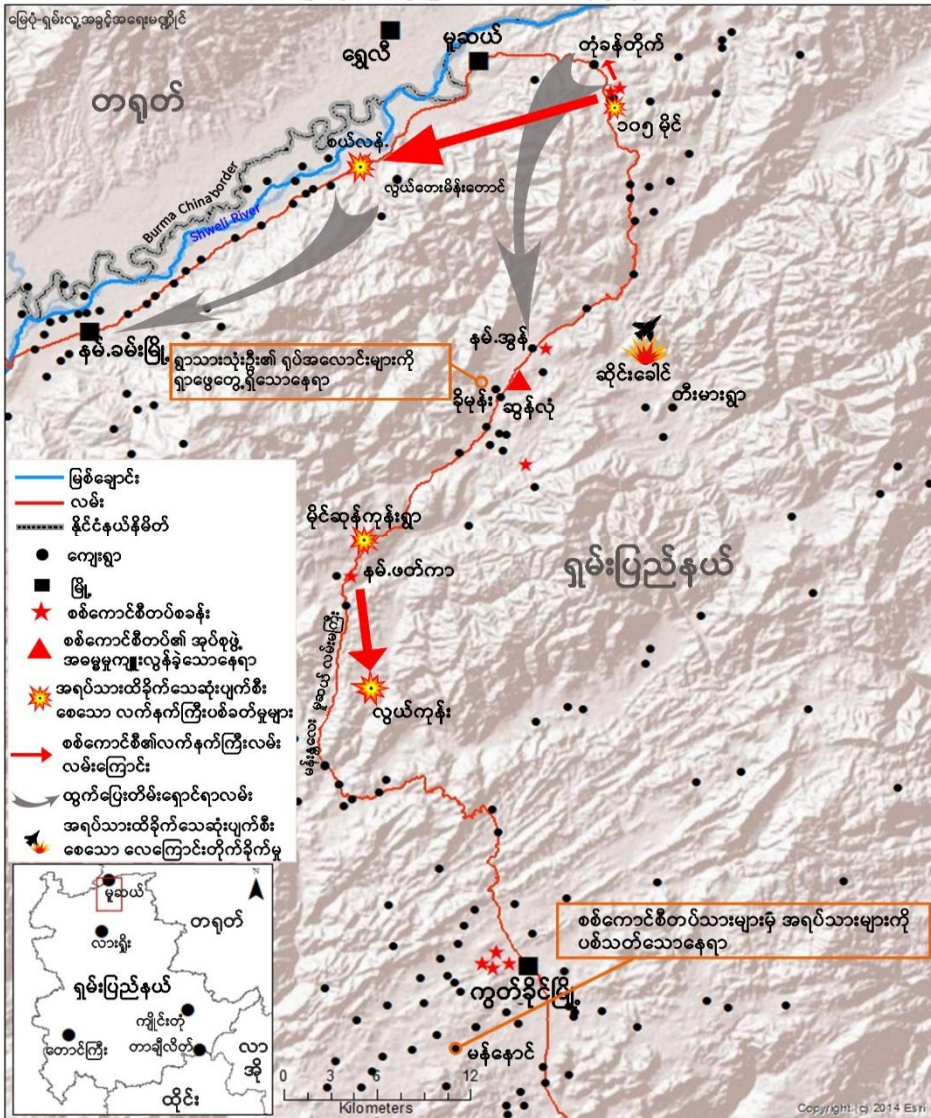 မြေပုံ-ရှမ်းလူ့အခွင့်အရေးမဏ္ဍိုင်
ရွှေလီ
မူဆယ်
တုံခန်တိုက်
တရုတ်
၁၀၅ မိုင်
စယ်လန်.
လွယ်တေးမိန်းတောင်
Burma China border
Shweli River
နမ်.ခမ်းမြို့
နမ်.အွန်
ရွာသားသုံးဦး၏ ရုပ်အလောင်းများကို
ရှာဖွေတွေ့ရှိသောနေရာ
ဆိုင်းခေါင်
တီးမားရွာ
ခိုမုန်း
ဆွန်လုံ
မြစ်ချောင်း
လမ်း
နိုင်ငံနယ်နိမိတ်
ကျေးရွာ
မြို့
စစ်ကောင်စီတပ်စခန်း
စစ်ကောင်စီတပ်၏ အုပ်စုဖွဲ့
အဓမ္မမှုကျူးလွန်ခဲ့သောနေရာ
အရပ်သားထိခိုက်သေဆုံးပျက်စီး
စေသော လက်နက်ကြီးပစ်ခတ်မှုများ
စစ်ကောင်စီ၏လက်နက်ကြီးလမ်း
လမ်းကြောင်း
ထွက်ပြေးတိမ်းရှောင်ရာလမ်း
အရပ်သားထိခိုက်သေဆုံးပျက်စီး
စေသော လေကြောင်းတိုက်ခိုက်မှု
မိုင်ဆုန်ကုန်းရွာ
နမ်.ဖတ်ကာ
ရှမ်းပြည်နယ်
မန္တလေး မူဆယ် လမ်းမကြီး
လွယ်ကုန်း
N
မူဆယ်
တရုတ်
လားရှိုး
ရှမ်းပြည်နယ်
ကျိုင်းတုံ
တောင်ကြီး
တာချီလိတ်
လာ
အို
ထိုင်း
စစ်ကောင်စီတပ်သားများမှ အရပ်သားများကို
ပစ်သတ်သောနေရာ
ကွတ်ခိုင်မြို့
မန်နောင်
0 3 6 12
Kilometers
Copyright:(c) 2014 Esri